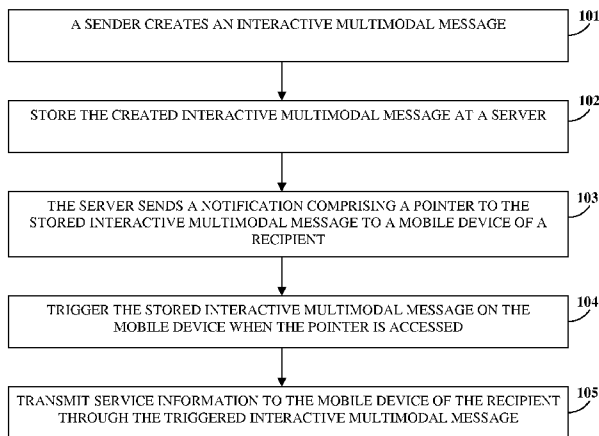 A SENDER CREATES AN INTERACTIVE MULTIMODAL MESSAGE
101
STORE THE CREATED INTERACTIVE MULTIMODAL MESSAGE AT A SERVER
102
THE SERVER SENDS A NOTIFICATION COMPRISING A POINTER TO THE
STORED INTERACTIVE MULTIMODAL MESSAGE TO A MOBILE DEVICE OF A
RECIPIENT
103
TRIGGER THE STORED INTERACTIVE MULTIMODAL MESSAGE ON THE
MOBILE DEVICE WHEN THE POINTER IS ACCESSED
104
TRANSMIT SERVICE INFORMATION TO THE MOBILE DEVICE OF THE RECIPIENT
THROUGH THE TRIGGERED INTERACTIVE MULTIMODAL MESSAGE
105